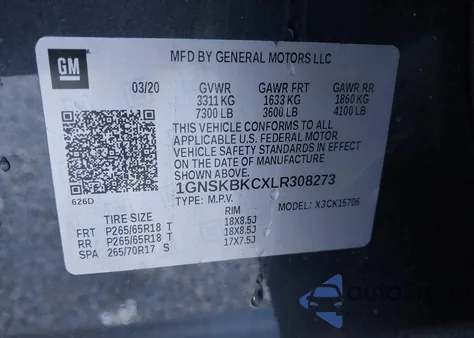 GM
MFD BY GENERAL MOTORS LLC
03/20 GVWR GAWR FRT GAWR RR
3311 KG 1633 KG 1860 KG
7300 LB 3600 LB 4100 LB
THIS VEHICLE CONFORMS TO ALL
APPLICABLE U.S. FEDERAL MOTOR
VEHICLE SAFETY STANDARDS IN
EFFECT ON THE DATE OF MANUFACTURE
SHOWN ABOVE.
1GNSKBKCXLR308273
626D
TYPE: M.P.V. MODEL: X3CK15706
TIRE SIZE RIM
FRT P265/65R18 T 18X8.5J
RR P265/65R18 T 18X8.5J
SPA 265/70R17 S 17X7.5J